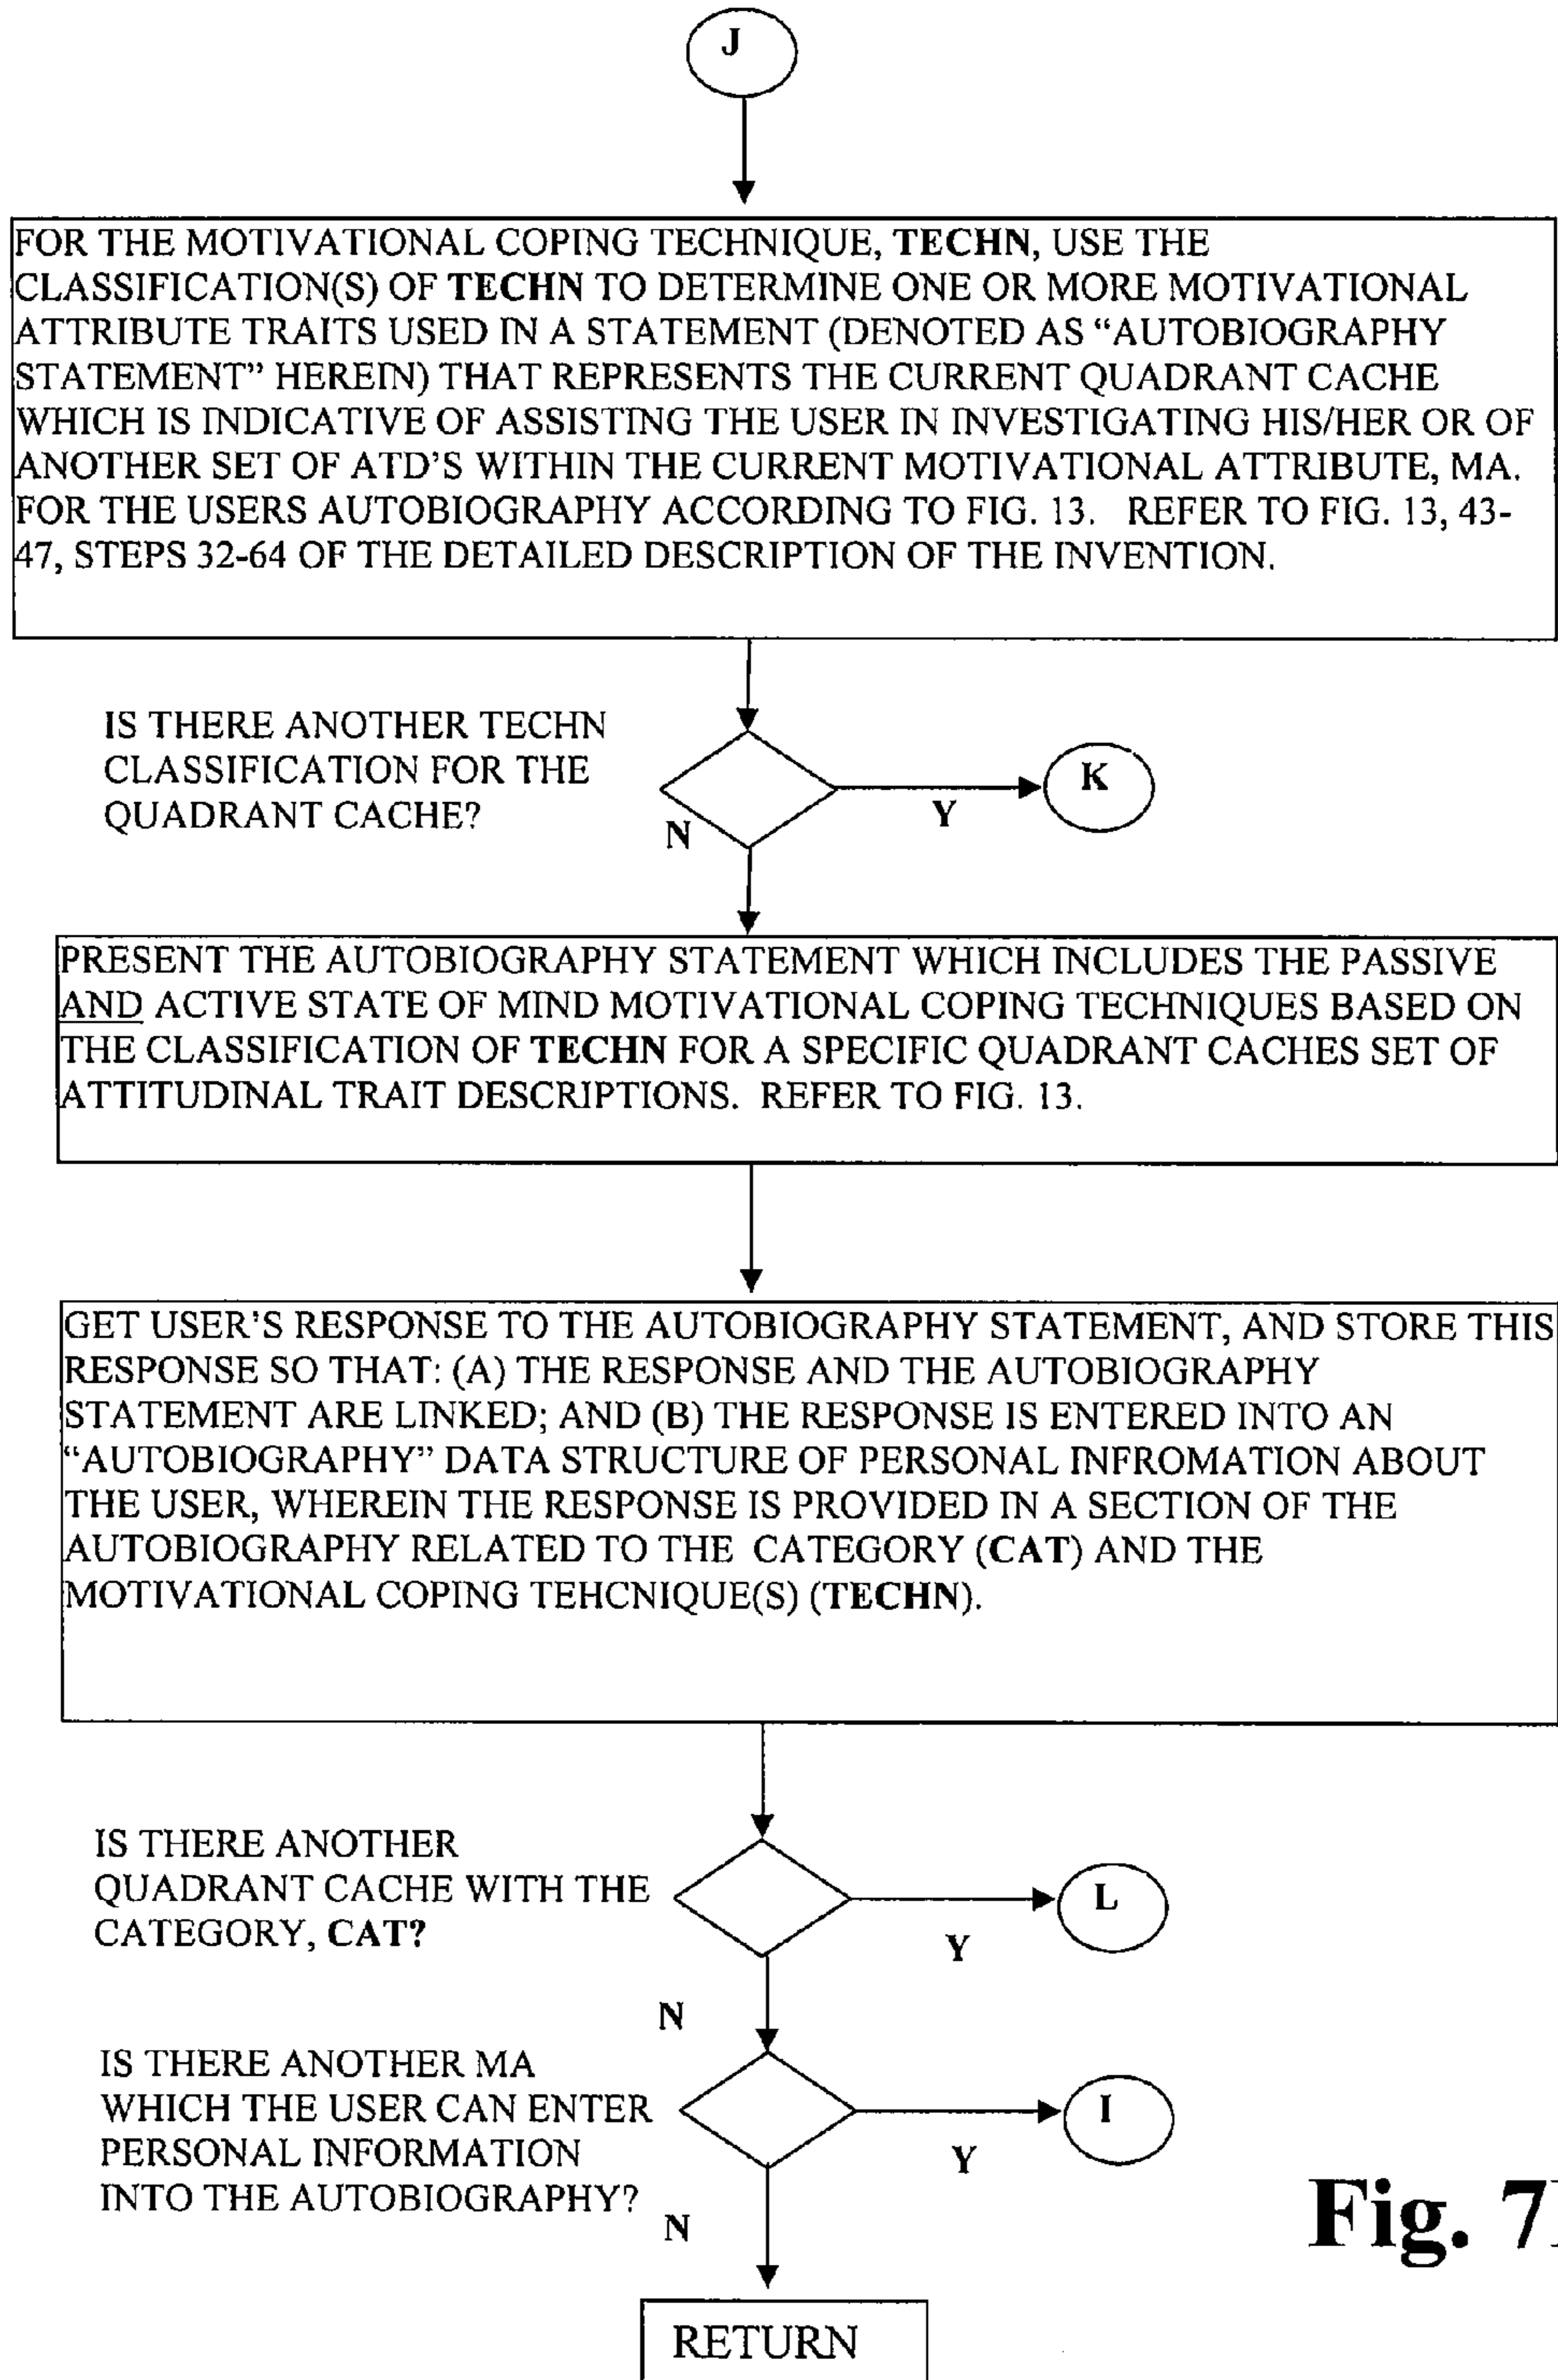 J
FOR THE MOTIVATIONAL COPING TECHNIQUE, TECHN, USE THE
CLASSIFICATION(S) OF TECHN TO DETERMINE ONE OR MORE MOTIVATIONAL
ATTRIBUTE TRAITS USED IN A STATEMENT (DENOTED AS “AUTOBIOGRAPHY
STATEMENT” HEREIN) THAT REPRESENTS THE CURRENT QUADRANT CACHE
WHICH IS INDICATIVE OF ASSISTING THE USER IN INVESTIGATING HIS/HER OR OF
ANOTHER SET OF ATD'S WITHIN THE CURRENT MOTIVATIONAL ATTRIBUTE, MA.
FOR THE USERS AUTOBIOGRAPHY ACCORDING TO FIG. 13. REFER TO FIG. 13, 43-
47, STEPS 32-64 OF THE DETAILED DESCRIPTION OF THE INVENTION.
IS THERE ANOTHER TECHN
CLASSIFICATION FOR THE
QUADRANT CACHE?
K
Y
N
PRESENT THE AUTOBIOGRAPHY STATEMENT WHICH INCLUDES THE PASSIVE
AND ACTIVE STATE OF MIND MOTIVATIONAL COPING TECHNIQUES BASED ON
THE CLASSIFICATION OF TECHN FOR A SPECIFIC QUADRANT CACHES SET OF
ATTITUDINAL TRAIT DESCRIPTIONS. REFER TO FIG. 13.
GET USER'S RESPONSE TO THE AUTOBIOGRAPHY STATEMENT, AND STORE THIS
RESPONSE SO THAT: (A) THE RESPONSE AND THE AUTOBIOGRAPHY
STATEMENT ARE LINKED; AND (B) THE RESPONSE IS ENTERED INTO AN
“AUTOBIOGRAPHY” DATA STRUCTURE OF PERSONAL INFROMATION ABOUT
THE USER, WHEREIN THE RESPONSE IS PROVIDED IN A SECTION OF THE
AUTOBIOGRAPHY RELATED TO THE CATEGORY (CAT) AND THE
MOTIVATIONAL COPING TEHCNIQUE(S) (TECHN).
IS THERE ANOTHER
QUADRANT CACHE WITH THE
CATEGORY, CAT?
L
Y
N
IS THERE ANOTHER MA
WHICH THE USER CAN ENTER
PERSONAL INFORMATION
INTO THE AUTOBIOGRAPHY?
I
Y
N
Fig. 7
RETURN